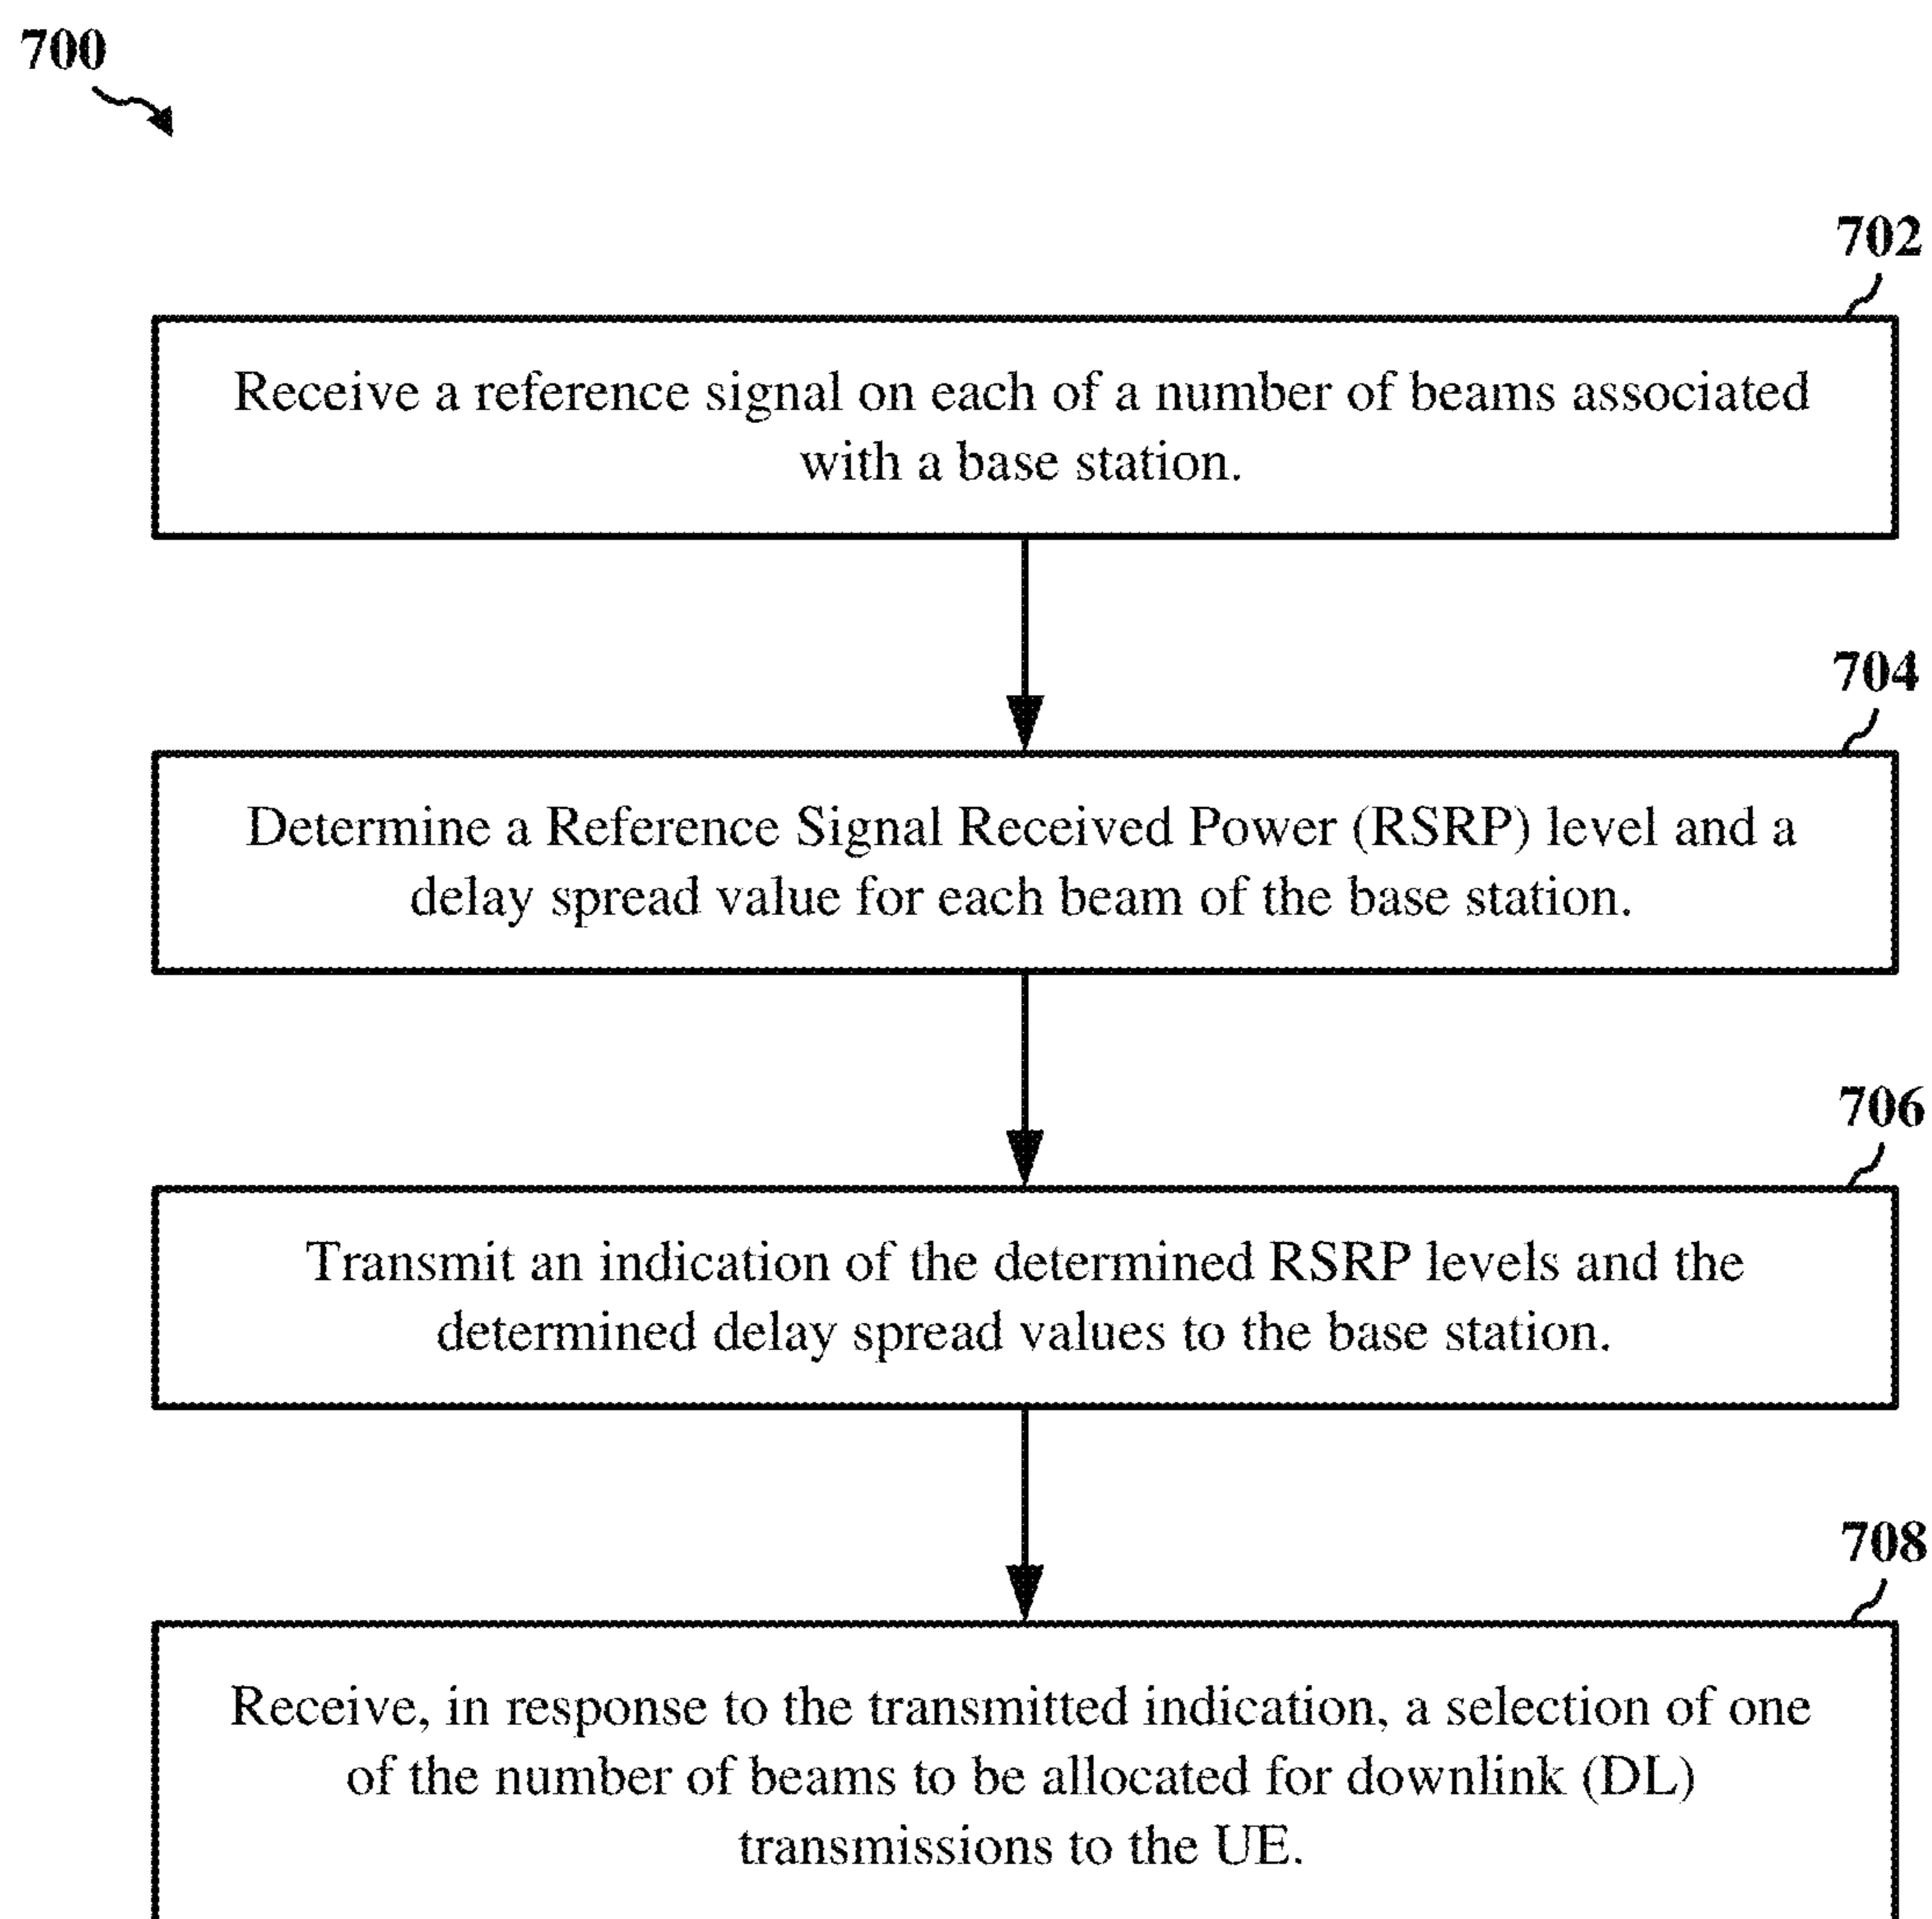 700
702
Receive a reference signal on each of a number of beams associated
with a base station.
704
Determine a Reference Signal Received Power (RSRP) level and a
delay spread value for each beam of the base station.
706
Transmit an indication of the determined RSRP levels and the
determined delay spread values to the base station.
708
Receive, in response to the transmitted indication, a selection of one
of the number of beams to be allocated for downlink (DL)
transmissions to the UE.